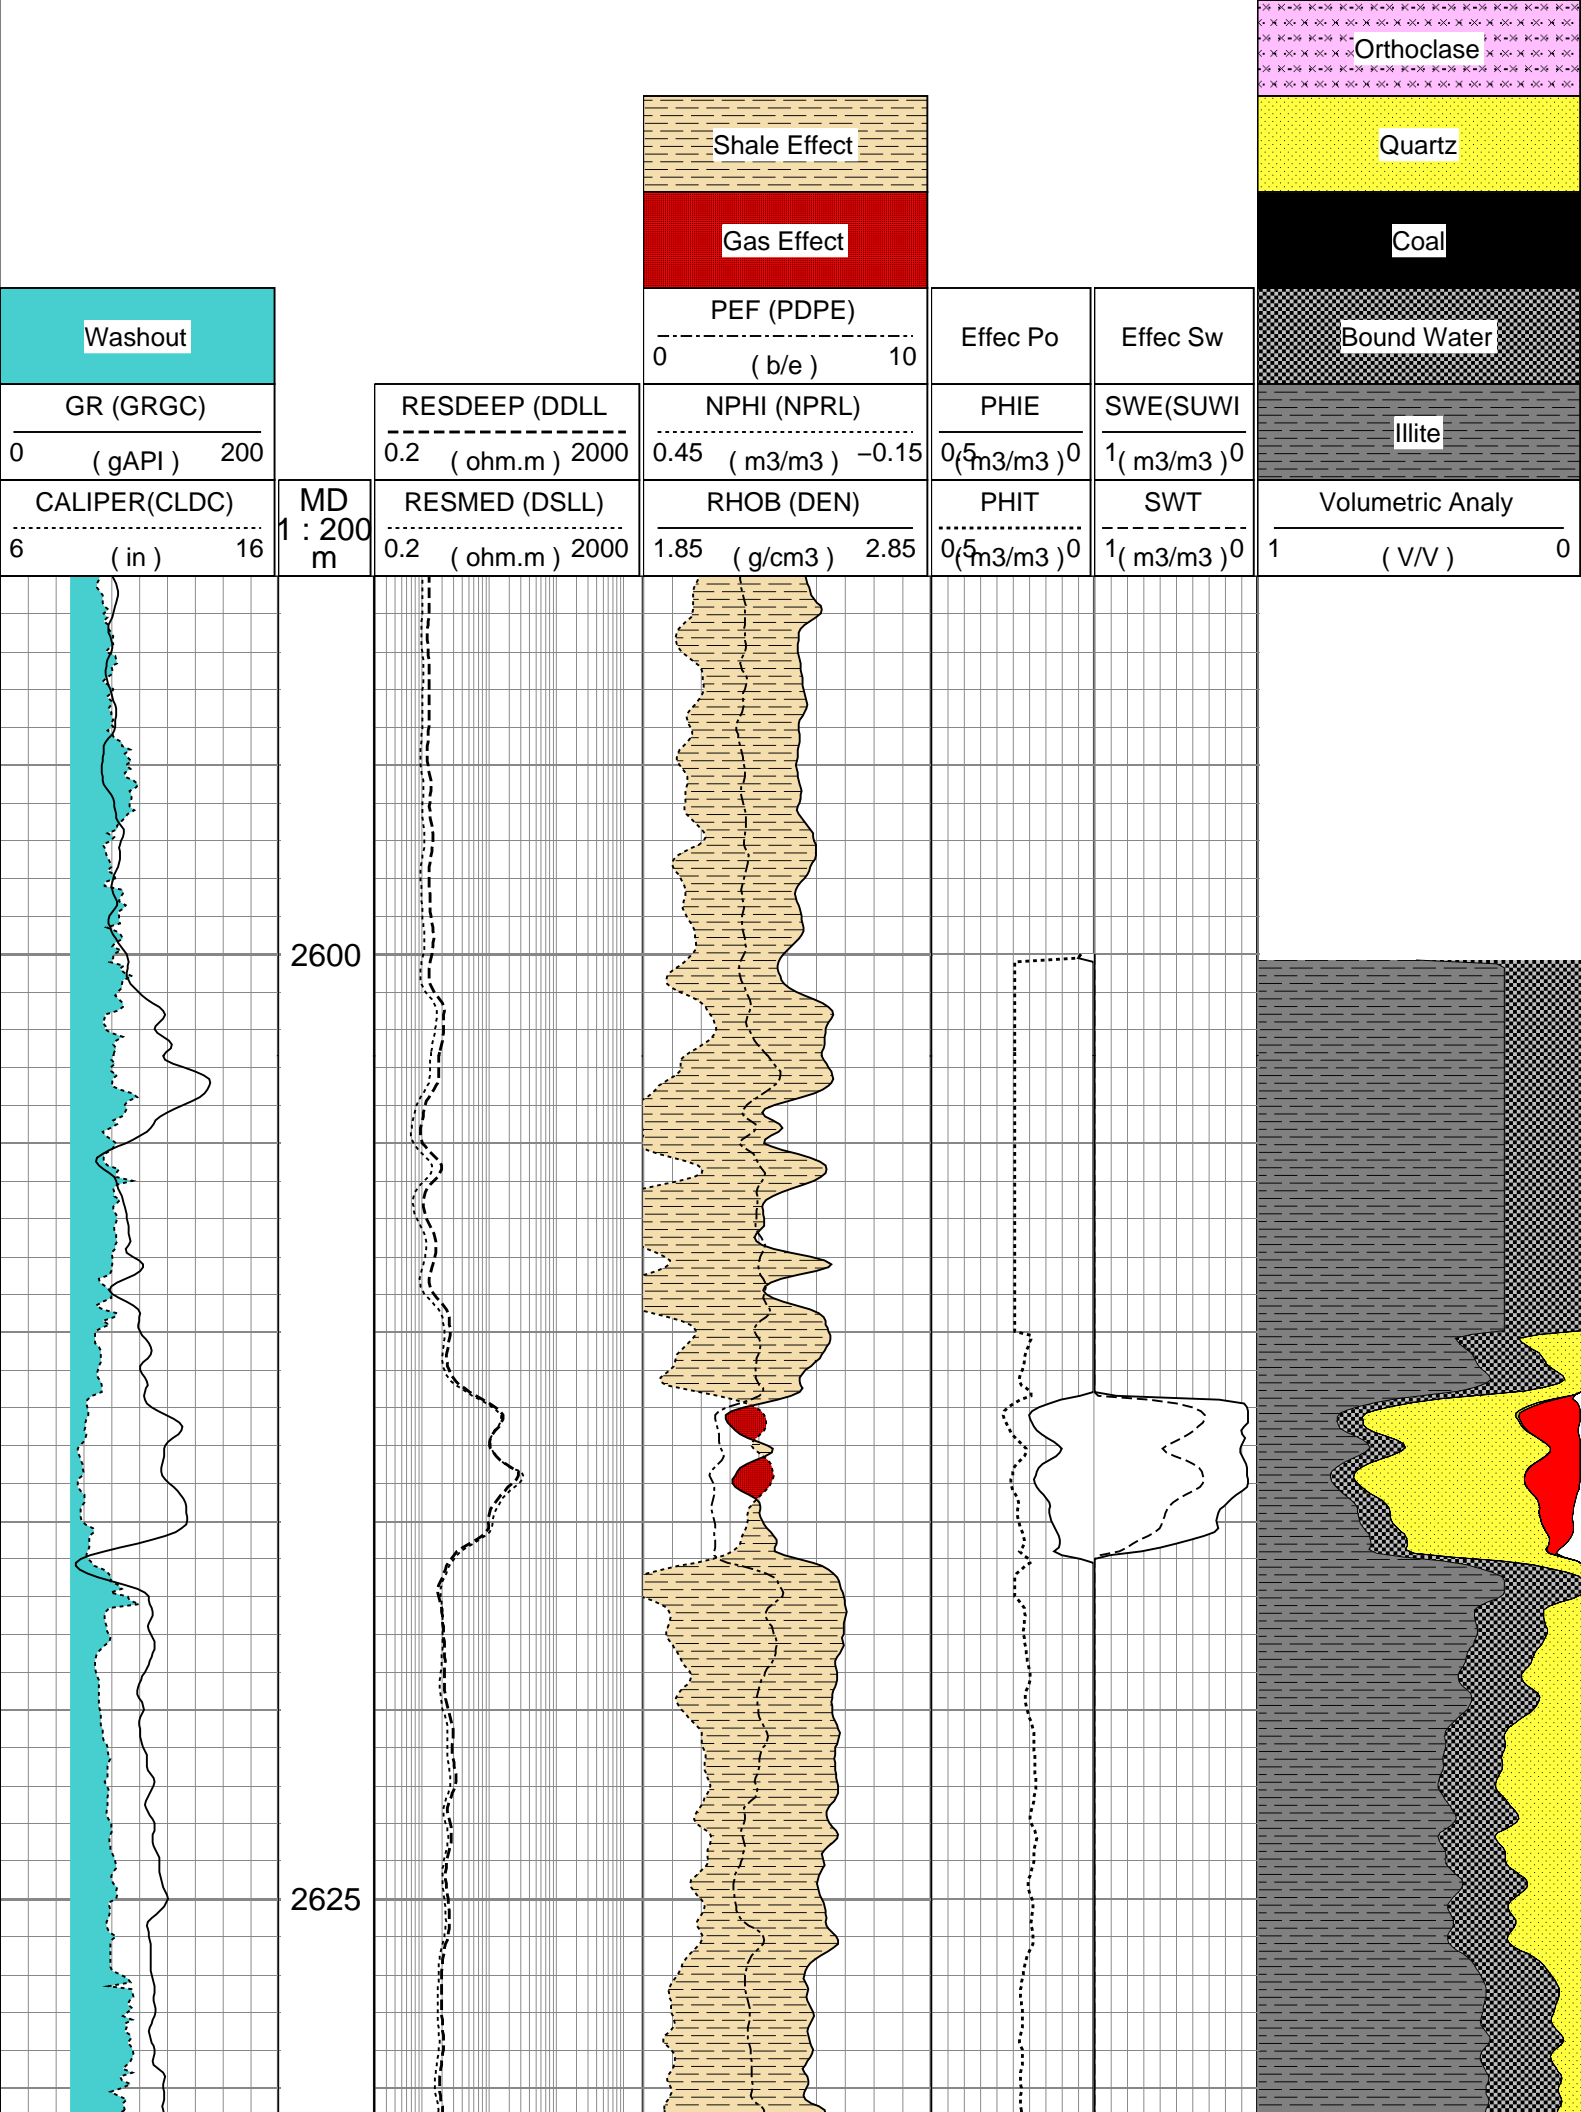 Orthoclase
Shale Effect
Quartz
Gas Effect
Coal
Washout
PEF (PDPE)
0 ( b/e ) 10
Effec Po
Effec Sw
Bound Water
GR (GRGC)
0 ( gAPI ) 200
RESDEEP (DDLL
0.2 ( ohm.m ) 2000
NPHI (NPRL)
0.45 ( m3/m3 ) −0.15
PHIE
0.5 ( m3/m3 ) 0
SWE(SUWI
1 ( m3/m3 ) 0
Illite
CALIPER(CLDC)
6 ( in ) 16
MD
1 : 200
m
RESMED (DSLL)
0.2 ( ohm.m ) 2000
RHOB (DEN)
1.85 ( g/cm3 ) 2.85
PHIT
0.5 ( m3/m3 ) 0
SWT
1 ( m3/m3 ) 0
Volumetric Analy
1 ( V/V ) 0
2600
2625